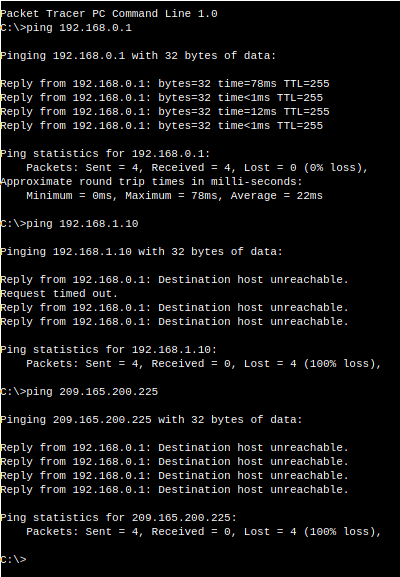 Packet Tracer PC Command Line 1.0
C:\>ping 192.168.0.1
Pinging 192.168.0.1 with 32 bytes of data:
Reply from 192.168.0.1: bytes=32 time=78ms TTL=255
Reply from 192.168.0.1: bytes=32 time<1ms TTL=255
Reply from 192.168.0.1: bytes=32 time=12ms TTL=255
Reply from 192.168.0.1: bytes=32 time<1ms TTL=255
Ping statistics for 192.168.0.1:
    Packets: Sent = 4, Received = 4, Lost = 0 (0% loss),
Approximate round trip times in milli-seconds:
    Minimum = 0ms, Maximum = 78ms, Average = 22ms
C:\>ping 192.168.1.10
Pinging 192.168.1.10 with 32 bytes of data:
Reply from 192.168.0.1: Destination host unreachable.
Request timed out.
Reply from 192.168.0.1: Destination host unreachable.
Reply from 192.168.0.1: Destination host unreachable.
Ping statistics for 192.168.1.10:
    Packets: Sent = 4, Received = 0, Lost = 4 (100% loss),
C:\>ping 209.165.200.225
Pinging 209.165.200.225 with 32 bytes of data:
Reply from 192.168.0.1: Destination host unreachable.
Reply from 192.168.0.1: Destination host unreachable.
Reply from 192.168.0.1: Destination host unreachable.
Reply from 192.168.0.1: Destination host unreachable.
Ping statistics for 209.165.200.225:
    Packets: Sent = 4, Received = 0, Lost = 4 (100% loss),
C:\>